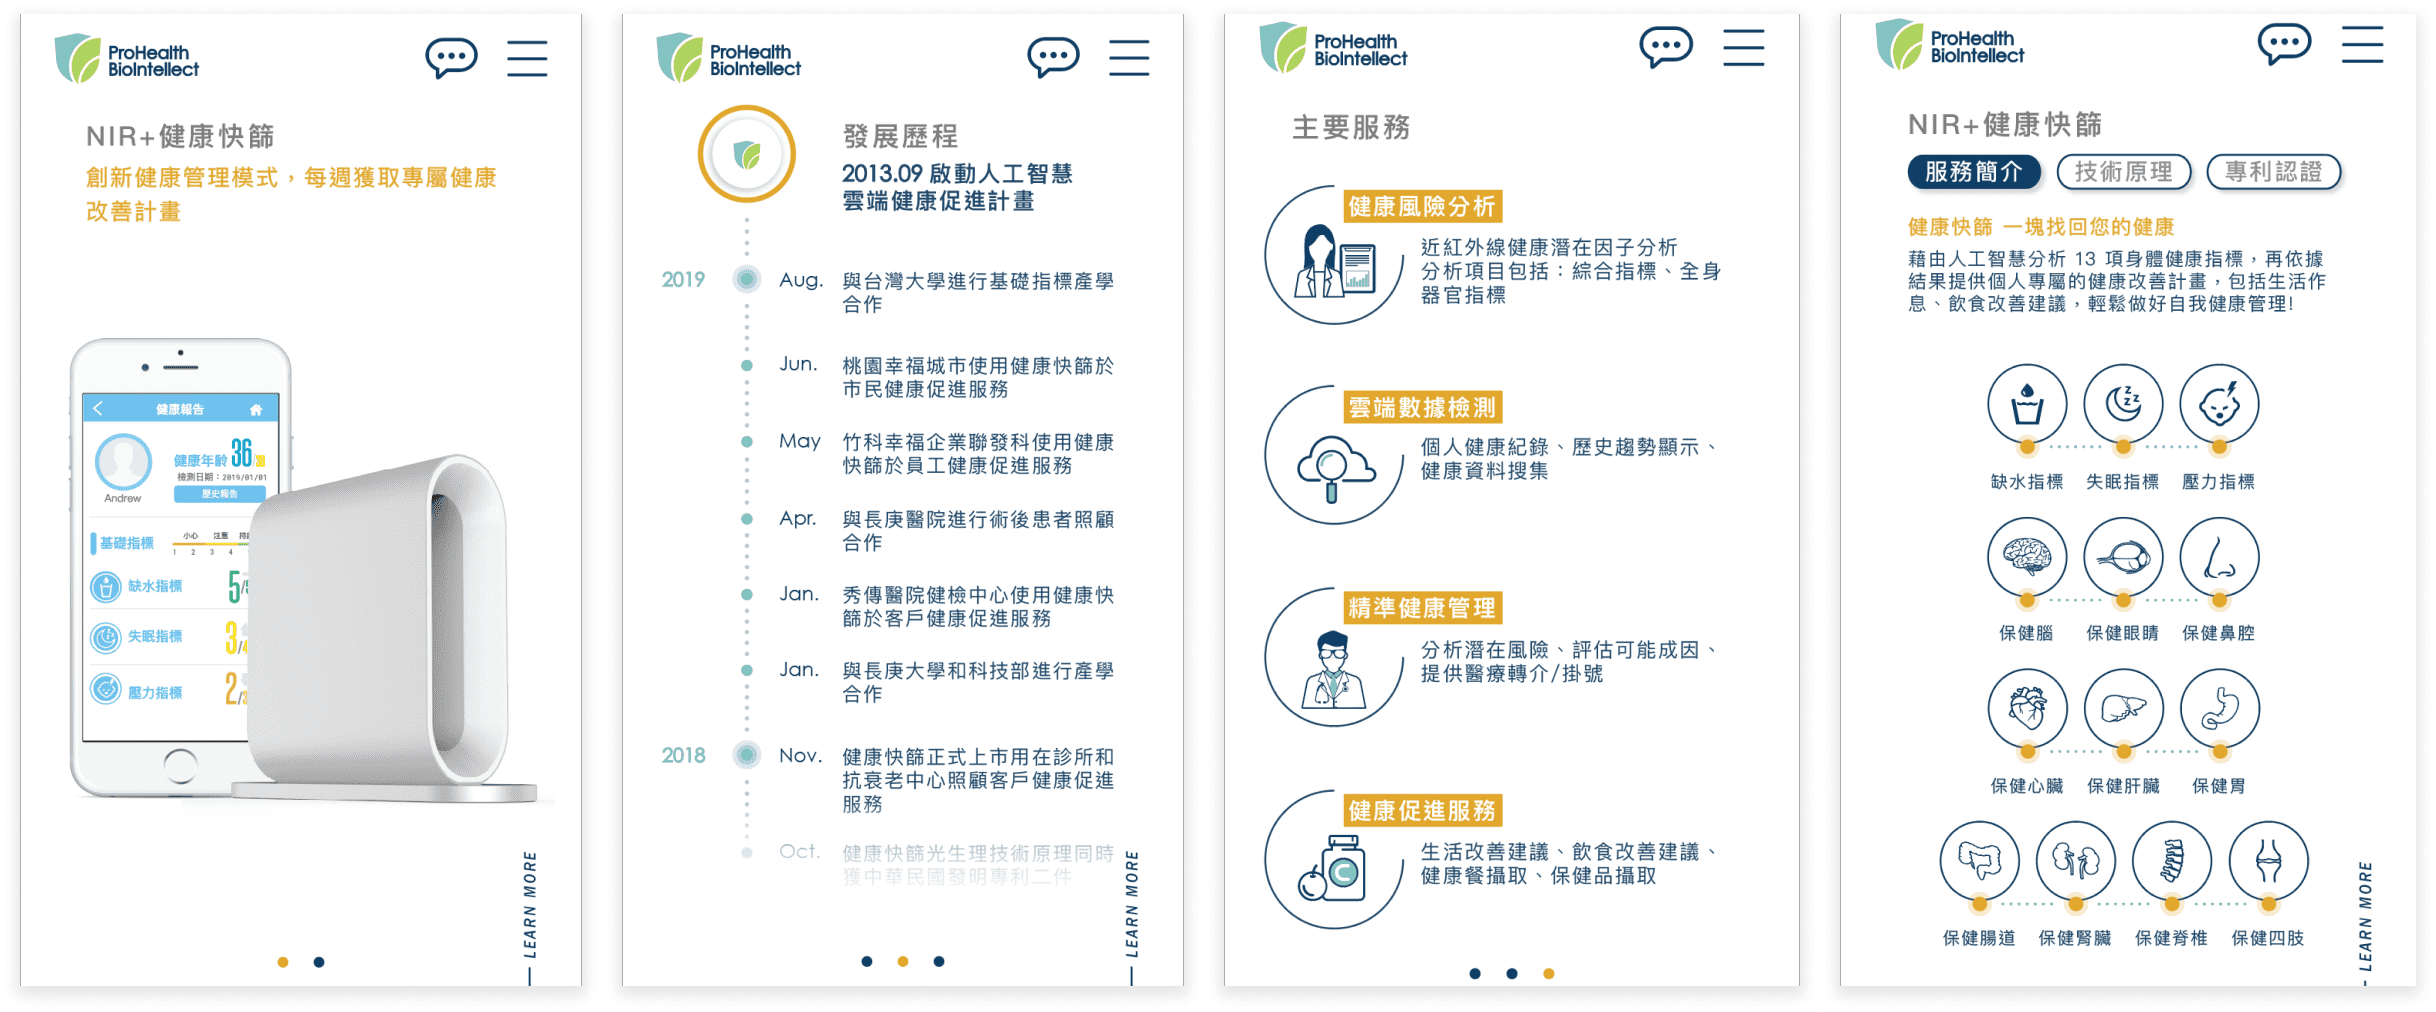 ProHealth
BioIntellect
NIR+健康快篩
創新健康管理模式，每週獲取專屬健康
改善計畫
健康報告
健康年齡 36/38
檢測日期：2019/01/01
歷史報告
Andrew
基礎指標
小心 注意
1 2 3 4
缺水指標
5/
失眠指標
3/
壓力指標
2/3
LEARN MORE
ProHealth
BioIntellect
發展歷程
2013.09 啟動人工智慧
雲端健康促進計畫
2019
Aug. 與台灣大學進行基礎指標產學
合作
Jun. 桃園幸福城市使用健康快篩於
市民健康促進服務
May 竹科幸福企業聯發科使用健康
快篩於員工健康促進服務
Apr. 與長庚醫院進行術後患者照顧
合作
Jan. 秀傳醫院健檢中心使用健康快
篩於客戶健康促進服務
Jan. 與長庚大學和科技部進行產學
合作
2018
Nov. 健康快篩正式上市用在診所和
抗衰老中心照顧客戶健康促進
服務
Oct. 健康快篩光生理技術原理同時
獲中華民國發明專利二件
LEARN MORE
ProHealth
BioIntellect
主要服務
健康風險分析
近紅外線健康潛在因子分析
分析項目包括：綜合指標、全身
器官指標
雲端數據檢測
個人健康紀錄、歷史趨勢顯示、
健康資料搜集
精準健康管理
分析潛在風險、評估可能成因、
提供醫療轉介/掛號
健康促進服務
C
生活改善建議、飲食改善建議、
健康餐攝取、保健品攝取
ProHealth
BioIntellect
NIR+健康快篩
服務簡介 技術原理 專利認證
健康快篩 一塊找回您的健康
藉由人工智慧分析 13 項身體健康指標，再依據
結果提供個人專屬的健康改善計畫，包括生活作
息、飲食改善建議，輕鬆做好自我健康管理!
z z
z z
缺水指標 失眠指標 壓力指標
保健腦 保健眼睛 保健鼻腔
保健心臟 保健肝臟 保健胃
保健腸道 保健腎臟 保健脊椎 保健四肢
LEARN MORE